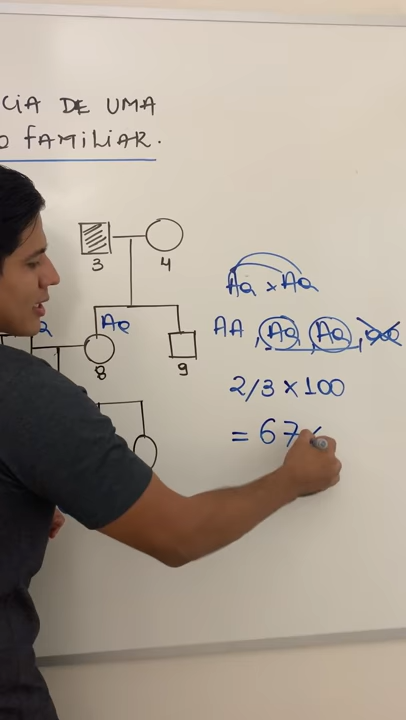 CIA DE UMA
O FAMILIAR.
3
4
Aa x Aa
Aa
AA, Aa, Aa, aa
8
9
2/3 x 100
= 67